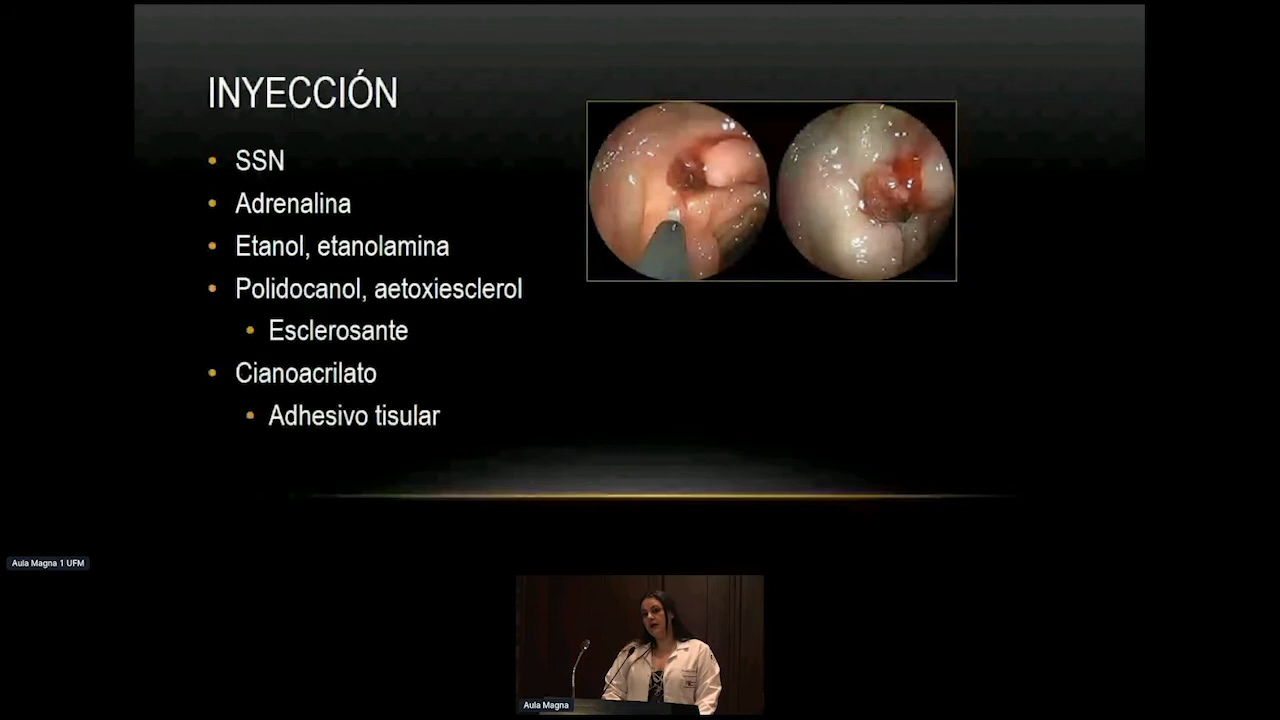 INYECCIÓN
SSN
Adrenalina
Etanol, etanolamina
Polidocanol, aetoxiesclerol
Esclerosante
Cianoacrilato
Adhesivo tisular
Aula Magna 1 UFM
Aula Magna